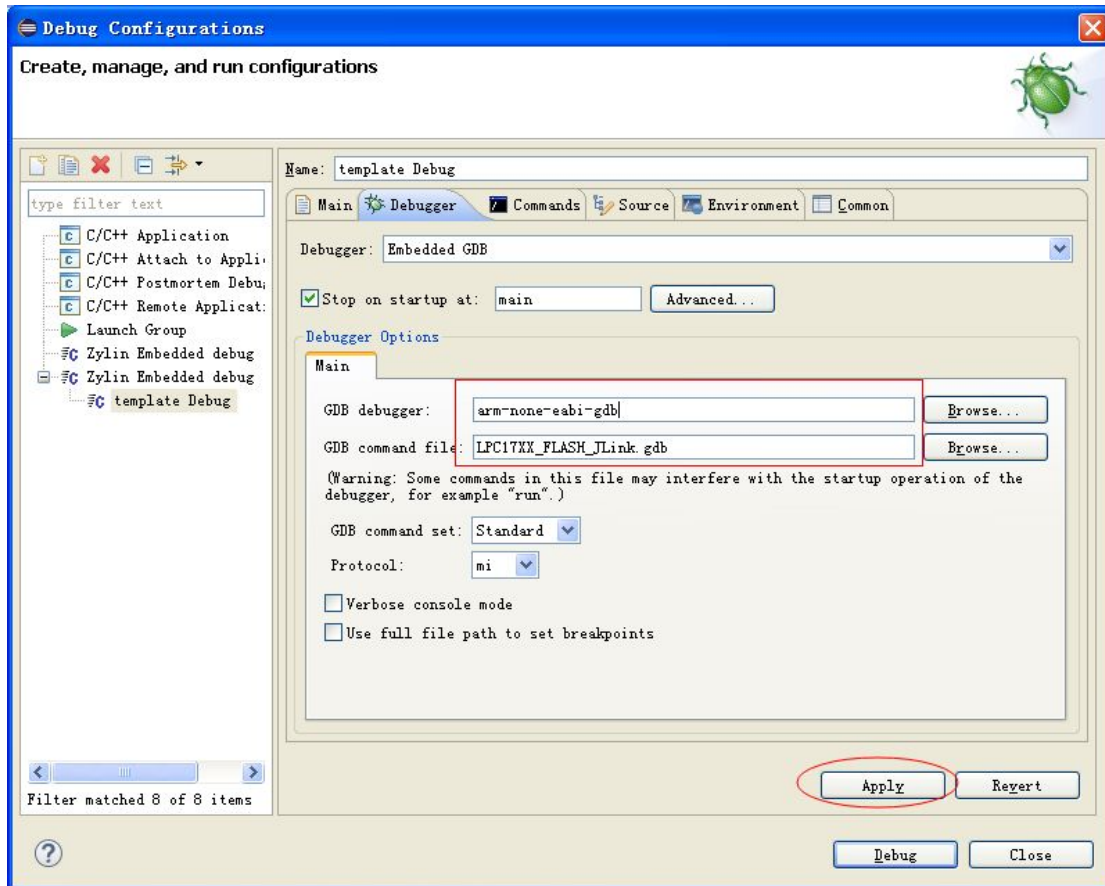 Debug Configurations
Create, manage, and run configurations
type filter text
C/C++ Application
C/C++ Attach to Appli
C/C++ Postmortem Debu
C/C++ Remote Applicat
Launch Group
Zylin Embedded debug
Zylin Embedded debug
template Debug
Filter matched 8 of 8 items
Name: template Debug
Main Debugger Commands Source Environment Common
Debugger: Embedded GDB
Stop on startup at: main Advanced...
Debugger Options
Main
GDB debugger: arm-none-eabi-gdb Browse...
GDB command file: LPC17XX_FLASH_JLink.gdb Browse...
(Warning: Some commands in this file may interfere with the startup operation of the
debugger, for example "run".)
GDB command set: Standard
Protocol: mi
Verbose console mode
Use full file path to set breakpoints
Apply Revert
Debug Close